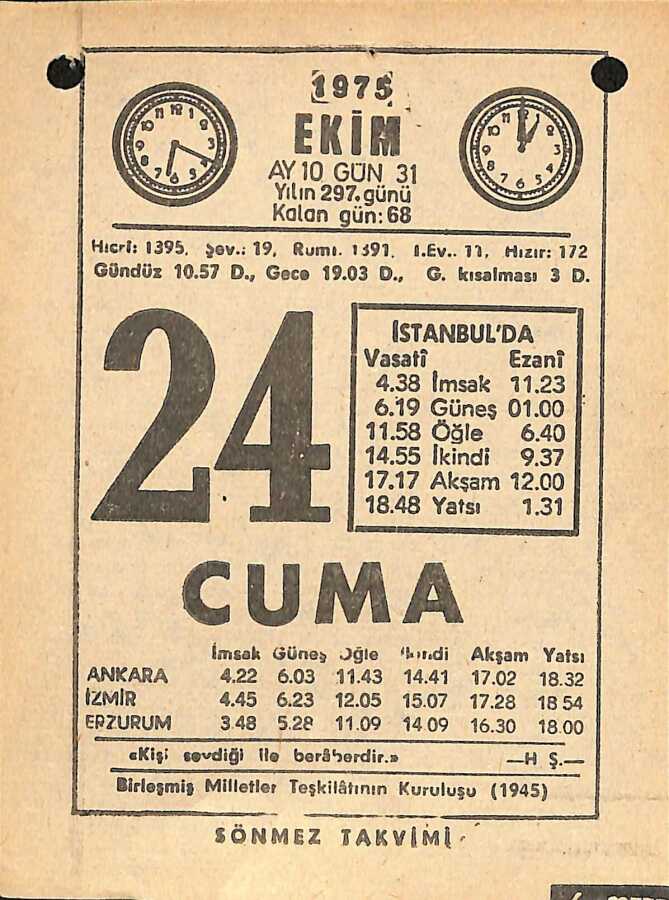 1975
EKİM
AY 10 GÜN 31
Yılın 297. günü
Kalan gün: 68
Hicrî: 1395, Şev.: 19, Rumî. 1391, I.Ev.. 11, Hızır: 172
Gündüz 10.57 D., Gece 19.03 D., G. kısalması 3 D.
24
İSTANBUL'DA
Vasatî Ezanî
4.38 İmsak 11.23
6.19 Güneş 01.00
11.58 Öğle 6.40
14.55 İkindi 9.37
17.17 Akşam 12.00
18.48 Yatsı 1.31
CUMA
İmsak Güneş Öğle İkindi Akşam Yatsı
ANKARA 4.22 6.03 11.43 14.41 17.02 18.32
İZMİR 4.45 6.23 12.05 15.07 17.28 18 54
ERZURUM 3.48 5.28 11.09 14 09 16.30 18.00
«Kişi sevdiği ile berâberdir.» —H Ş.—
Birleşmiş Milletler Teşkilâtının Kuruluşu (1945)
SÖNMEZ TAKVİMİ